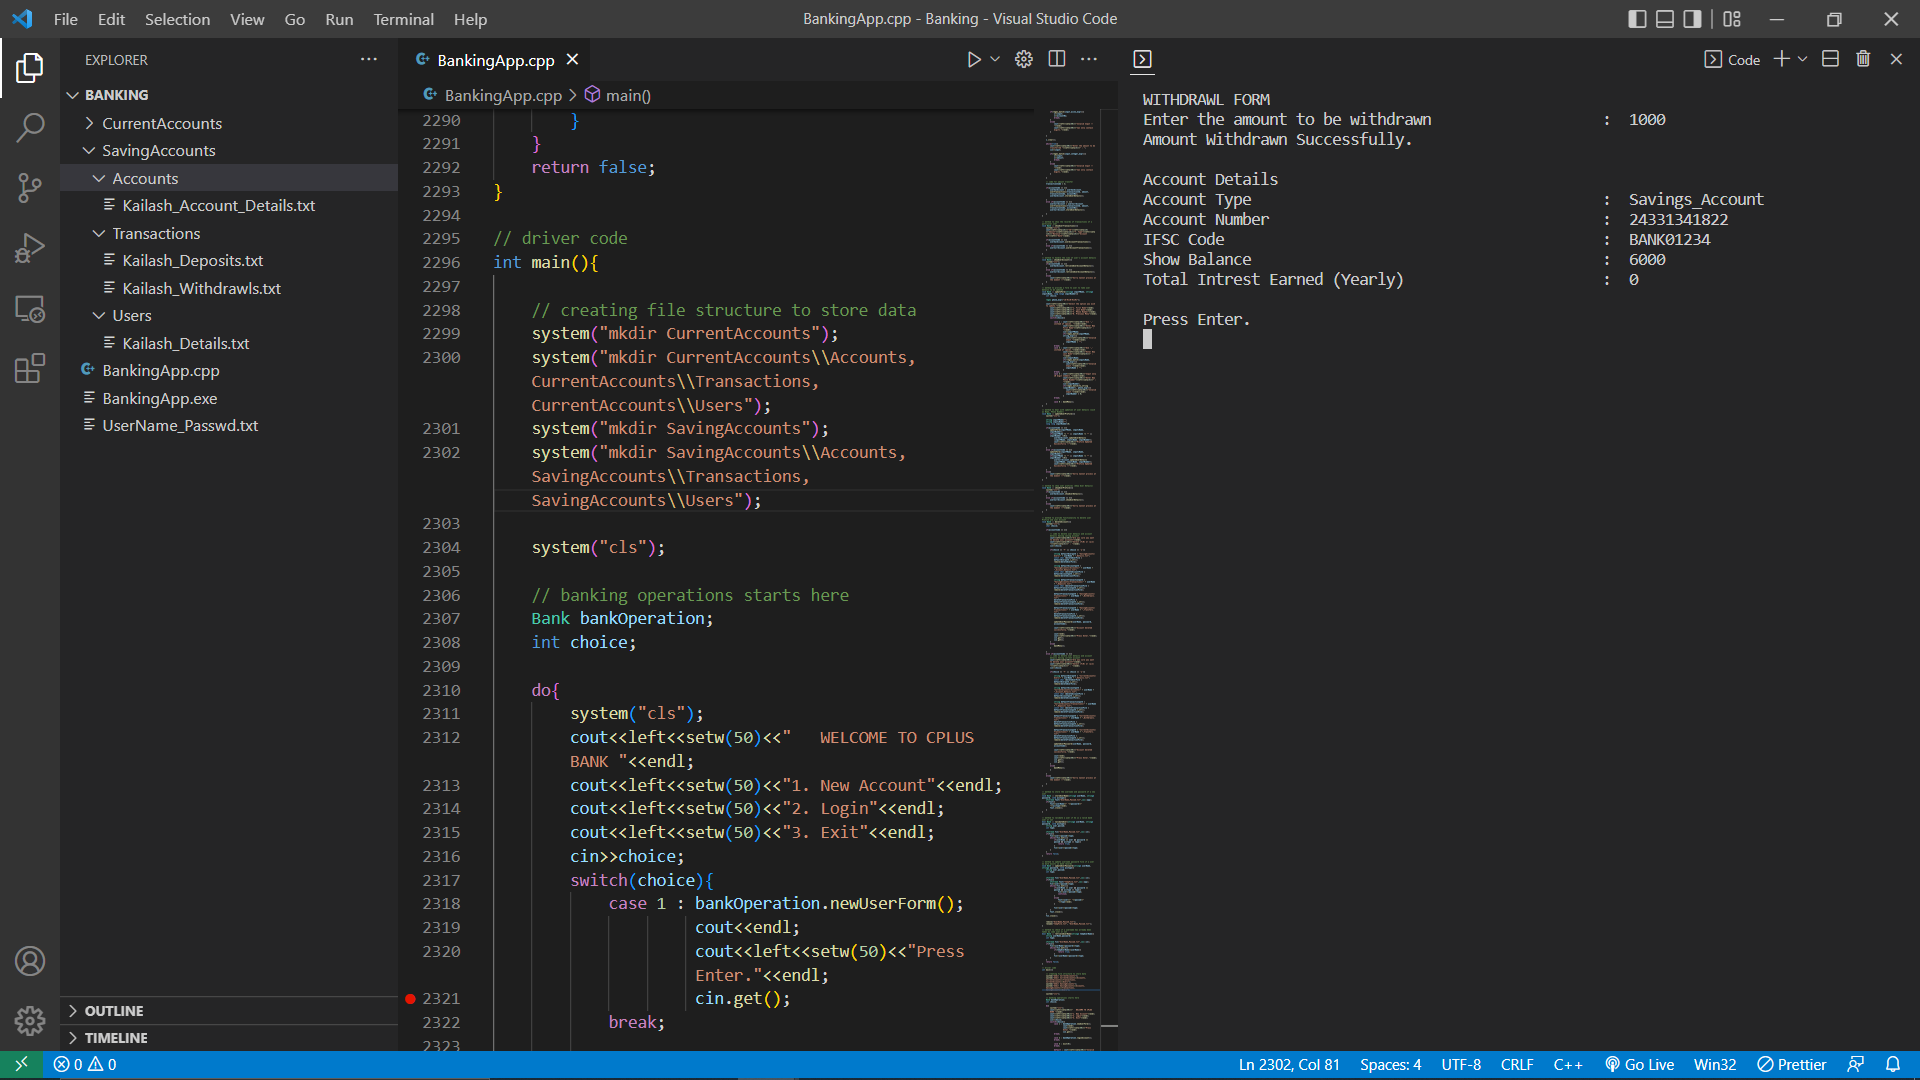 File Edit Selection View Go Run Terminal Help
BankingApp.cpp - Banking - Visual Studio Code
EXPLORER
BANKING
CurrentAccounts
SavingAccounts
Accounts
Kailash_Account_Details.txt
Transactions
Kailash_Deposits.txt
Kailash_Withdrawls.txt
Users
Kailash_Details.txt
BankingApp.cpp
BankingApp.exe
UserName_Passwd.txt
OUTLINE
TIMELINE
BankingApp.cpp
BankingApp.cpp > main()
2290 }
2291 }
2292 return false;
2293 }
2294
2295 // driver code
2296 int main(){
2297
2298 // creating file structure to store data
2299 system("mkdir CurrentAccounts");
2300 system("mkdir CurrentAccounts\\Accounts,
CurrentAccounts\\Transactions,
CurrentAccounts\\Users");
2301 system("mkdir SavingAccounts");
2302 system("mkdir SavingAccounts\\Accounts,
SavingAccounts\\Transactions,
SavingAccounts\\Users");
2303
2304 system("cls");
2305
2306 // banking operations starts here
2307 Bank bankOperation;
2308 int choice;
2309
2310 do{
2311 system("cls");
2312 cout<<left<<setw(50)<<"   WELCOME TO CPLUS
BANK "<<endl;
2313 cout<<left<<setw(50)<<"1. New Account"<<endl;
2314 cout<<left<<setw(50)<<"2. Login"<<endl;
2315 cout<<left<<setw(50)<<"3. Exit"<<endl;
2316 cin>>choice;
2317 switch(choice){
2318 case 1 : bankOperation.newUserForm();
2319 cout<<endl;
2320 cout<<left<<setw(50)<<"Press
Enter."<<endl;
2321 cin.get();
2322 break;
2323
Code
WITHDRAWL FORM
Enter the amount to be withdrawn : 1000
Amount Withdrawn Successfully.
Account Details
Account Type : Savings_Account
Account Number : 24331341822
IFSC Code : BANK01234
Show Balance : 6000
Total Intrest Earned (Yearly) : 0
Press Enter.
0 0
Ln 2302, Col 81 Spaces: 4 UTF-8 CRLF C++ Go Live Win32 Prettier